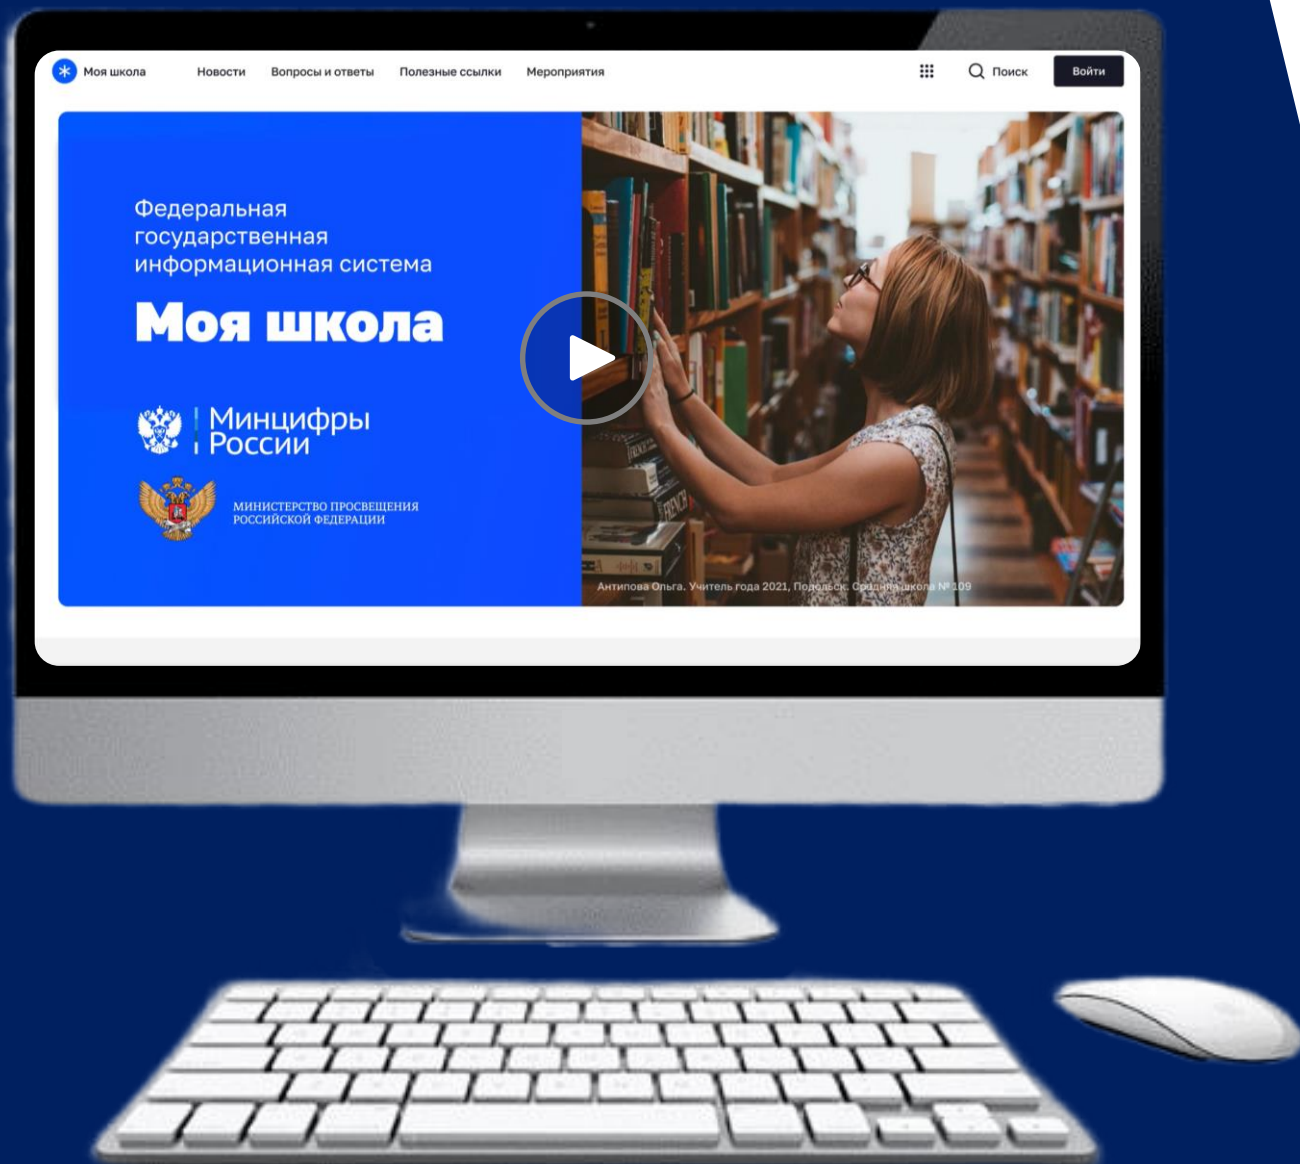 Моя школа
Новости
Вопросы и ответы
Полезные ссылки
Мероприятия
Поиск
Войти
Федеральная
государственная
информационная система
Моя школа
Минцифры
России
МИНИСТЕРСТВО ПРОСВЕЩЕНИЯ
РОССИЙСКОЙ ФЕДЕРАЦИИ
FRENCH
Антипова Ольга. Учитель года 2021, Подольск. Средняя школа № 109